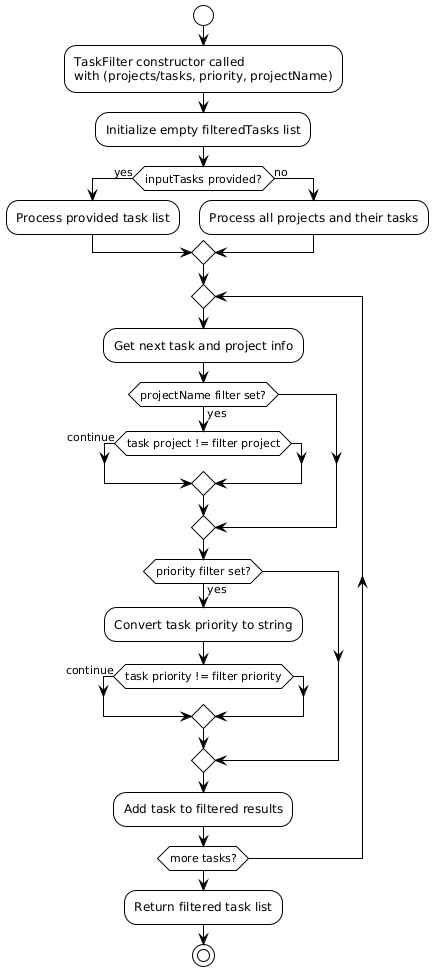 TaskFilter constructor called
with (projects/tasks, priority, projectName)
Initialize empty filteredTasks list
yes
inputTasks provided?
no
Process provided task list
Process all projects and their tasks
Get next task and project info
projectName filter set?
yes
continue
task project != filter project
priority filter set?
yes
Convert task priority to string
continue
task priority != filter priority
Add task to filtered results
more tasks?
Return filtered task list